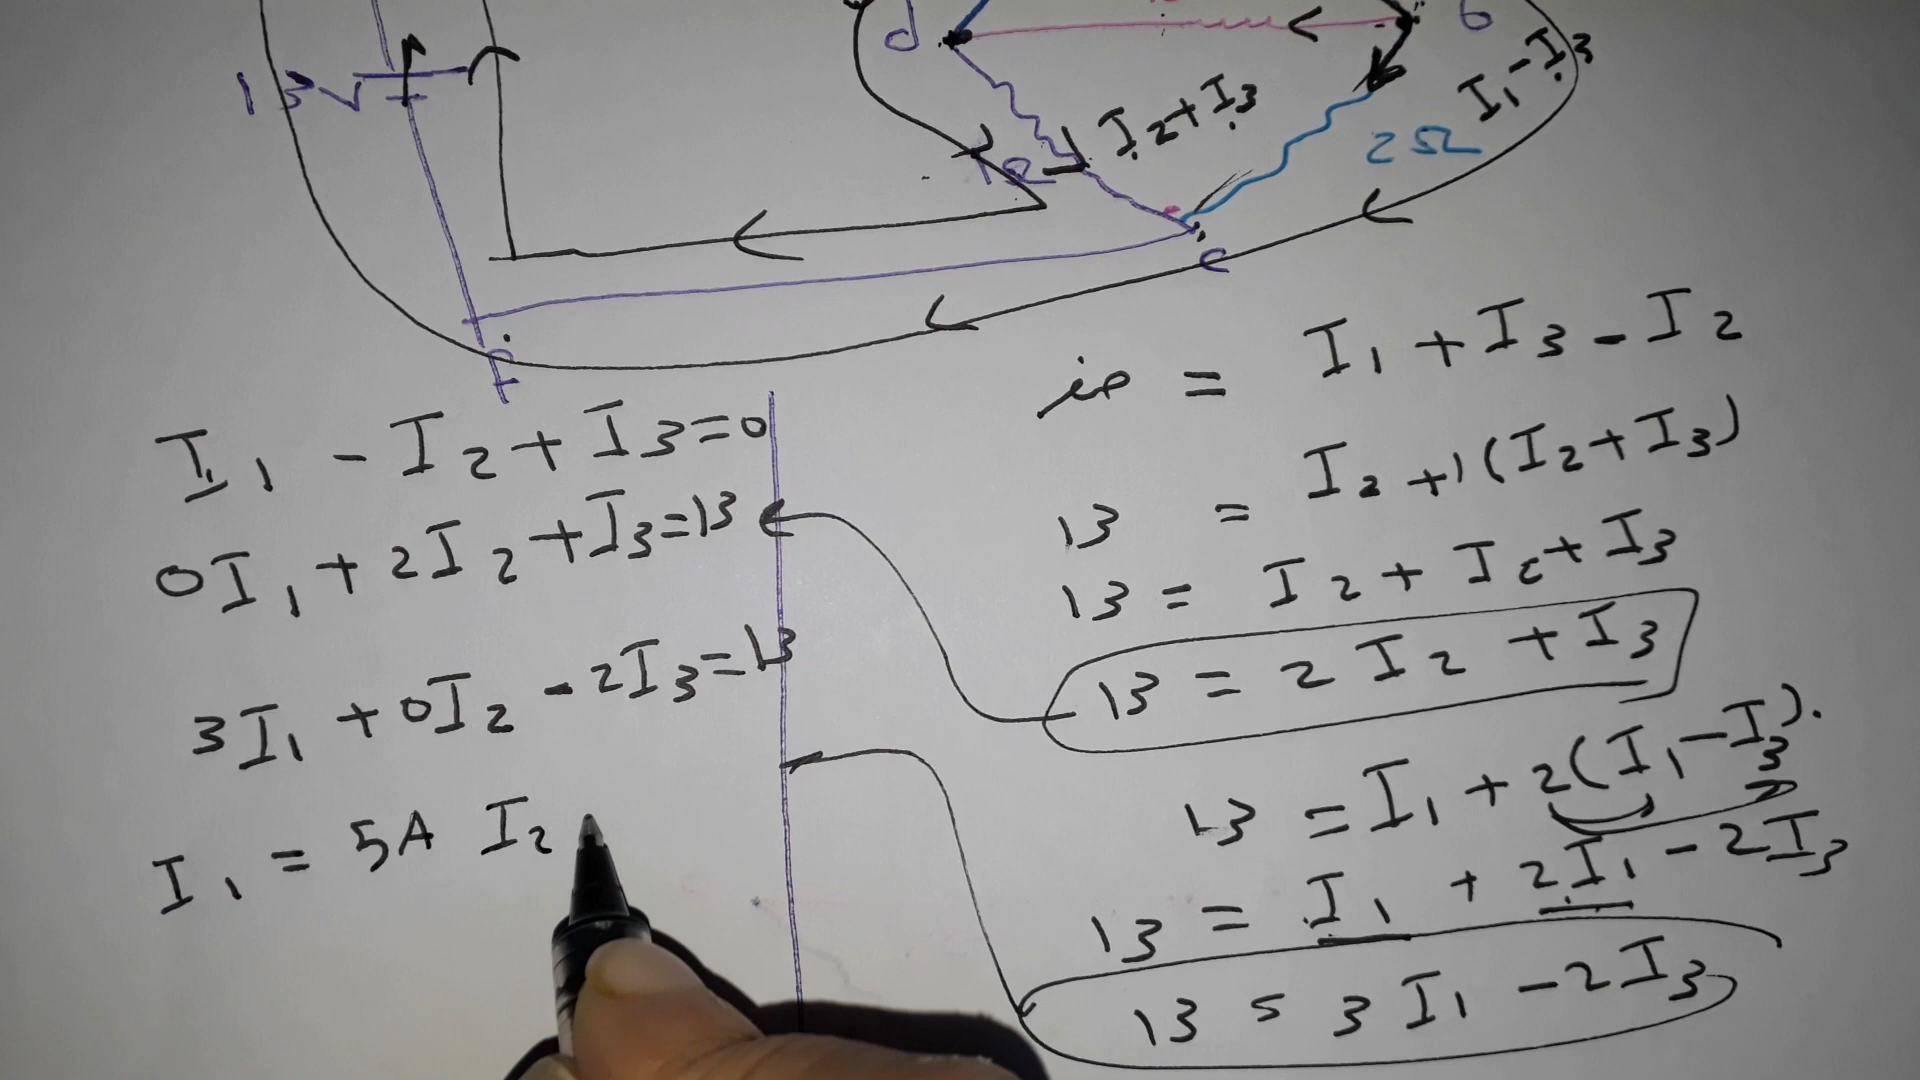 d
b
13V
I₂+I₃
I₁-I₃
1Ω
2Ω
c
f
I₁ - I₂ + I₃=0
0I₁ + 2I₂ + I₃=13
3I₁ + 0I₂ - 2I₃=13
I₁ = 5A I₂
= I₁ + I₃ - I₂
13 = I₂ + 1(I₂+I₃)
13 = I₂ + I₂ + I₃
13 = 2I₂ + I₃
13 = I₁ + 2(I₁-I₃).
13 = I₁ + 2I₁ - 2I₃
13 = 3I₁ - 2I₃